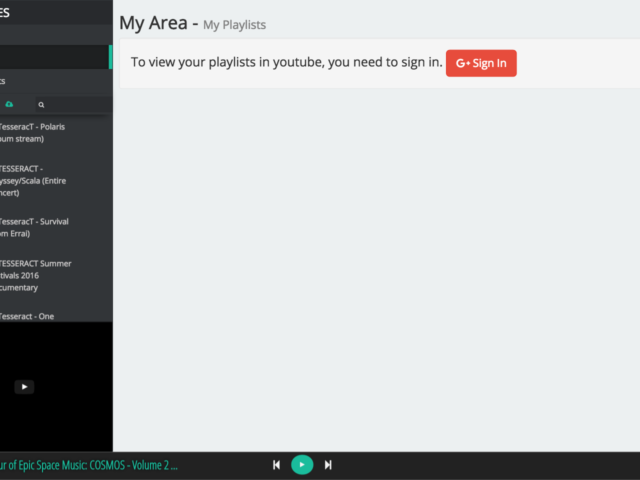 ES
My Area - My Playlists
To view your playlists in youtube, you need to sign in. G+ Sign In
ts
TesseracT - Polaris
um stream)
TESSERACT -
yssey/Scala (Entire
ncert)
TesseracT - Survival
om Errai)
TESSERACT Summer
tivals 2016
cumentary
Tesseract - One
ur of Epic Space Music: COSMOS - Volume 2 ...